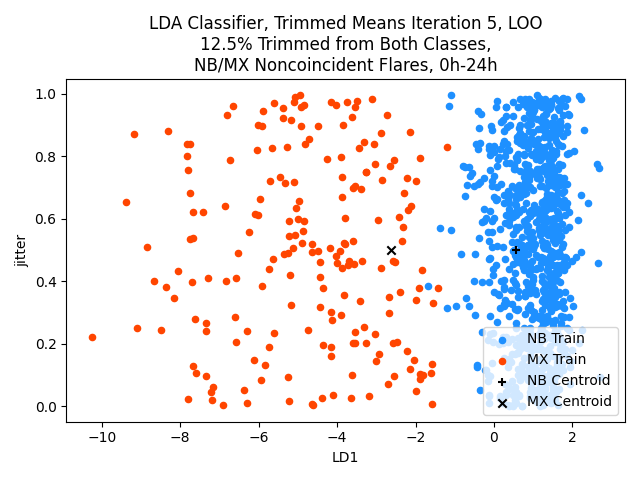 LDA Classifier, Trimmed Means Iteration 5, LOO
12.5% Trimmed from Both Classes,
NB/MX Noncoincident Flares, 0h-24h
1.0
0.8
0.6
0.4
0.2
0.0
jitter
NB Train
MX Train
NB Centroid
MX Centroid
−10
−8
−6
−4
−2
0
2
LD1